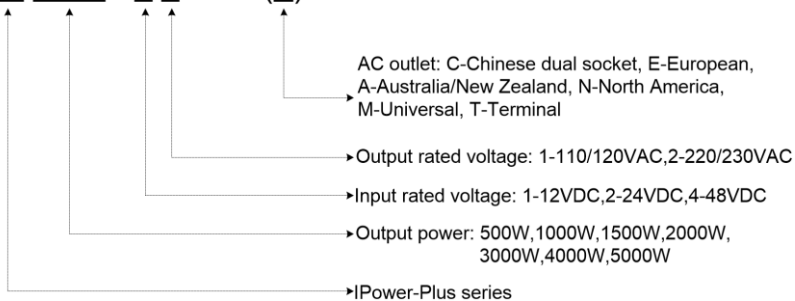 AC outlet: C-Chinese dual socket, E-European,
A-Australia/New Zealand, N-North America,
M-Universal, T-Terminal
Output rated voltage: 1-110/120VAC,2-220/230VAC
Input rated voltage: 1-12VDC,2-24VDC,4-48VDC
Output power: 500W,1000W,1500W,2000W,
3000W,4000W,5000W
IPower-Plus series